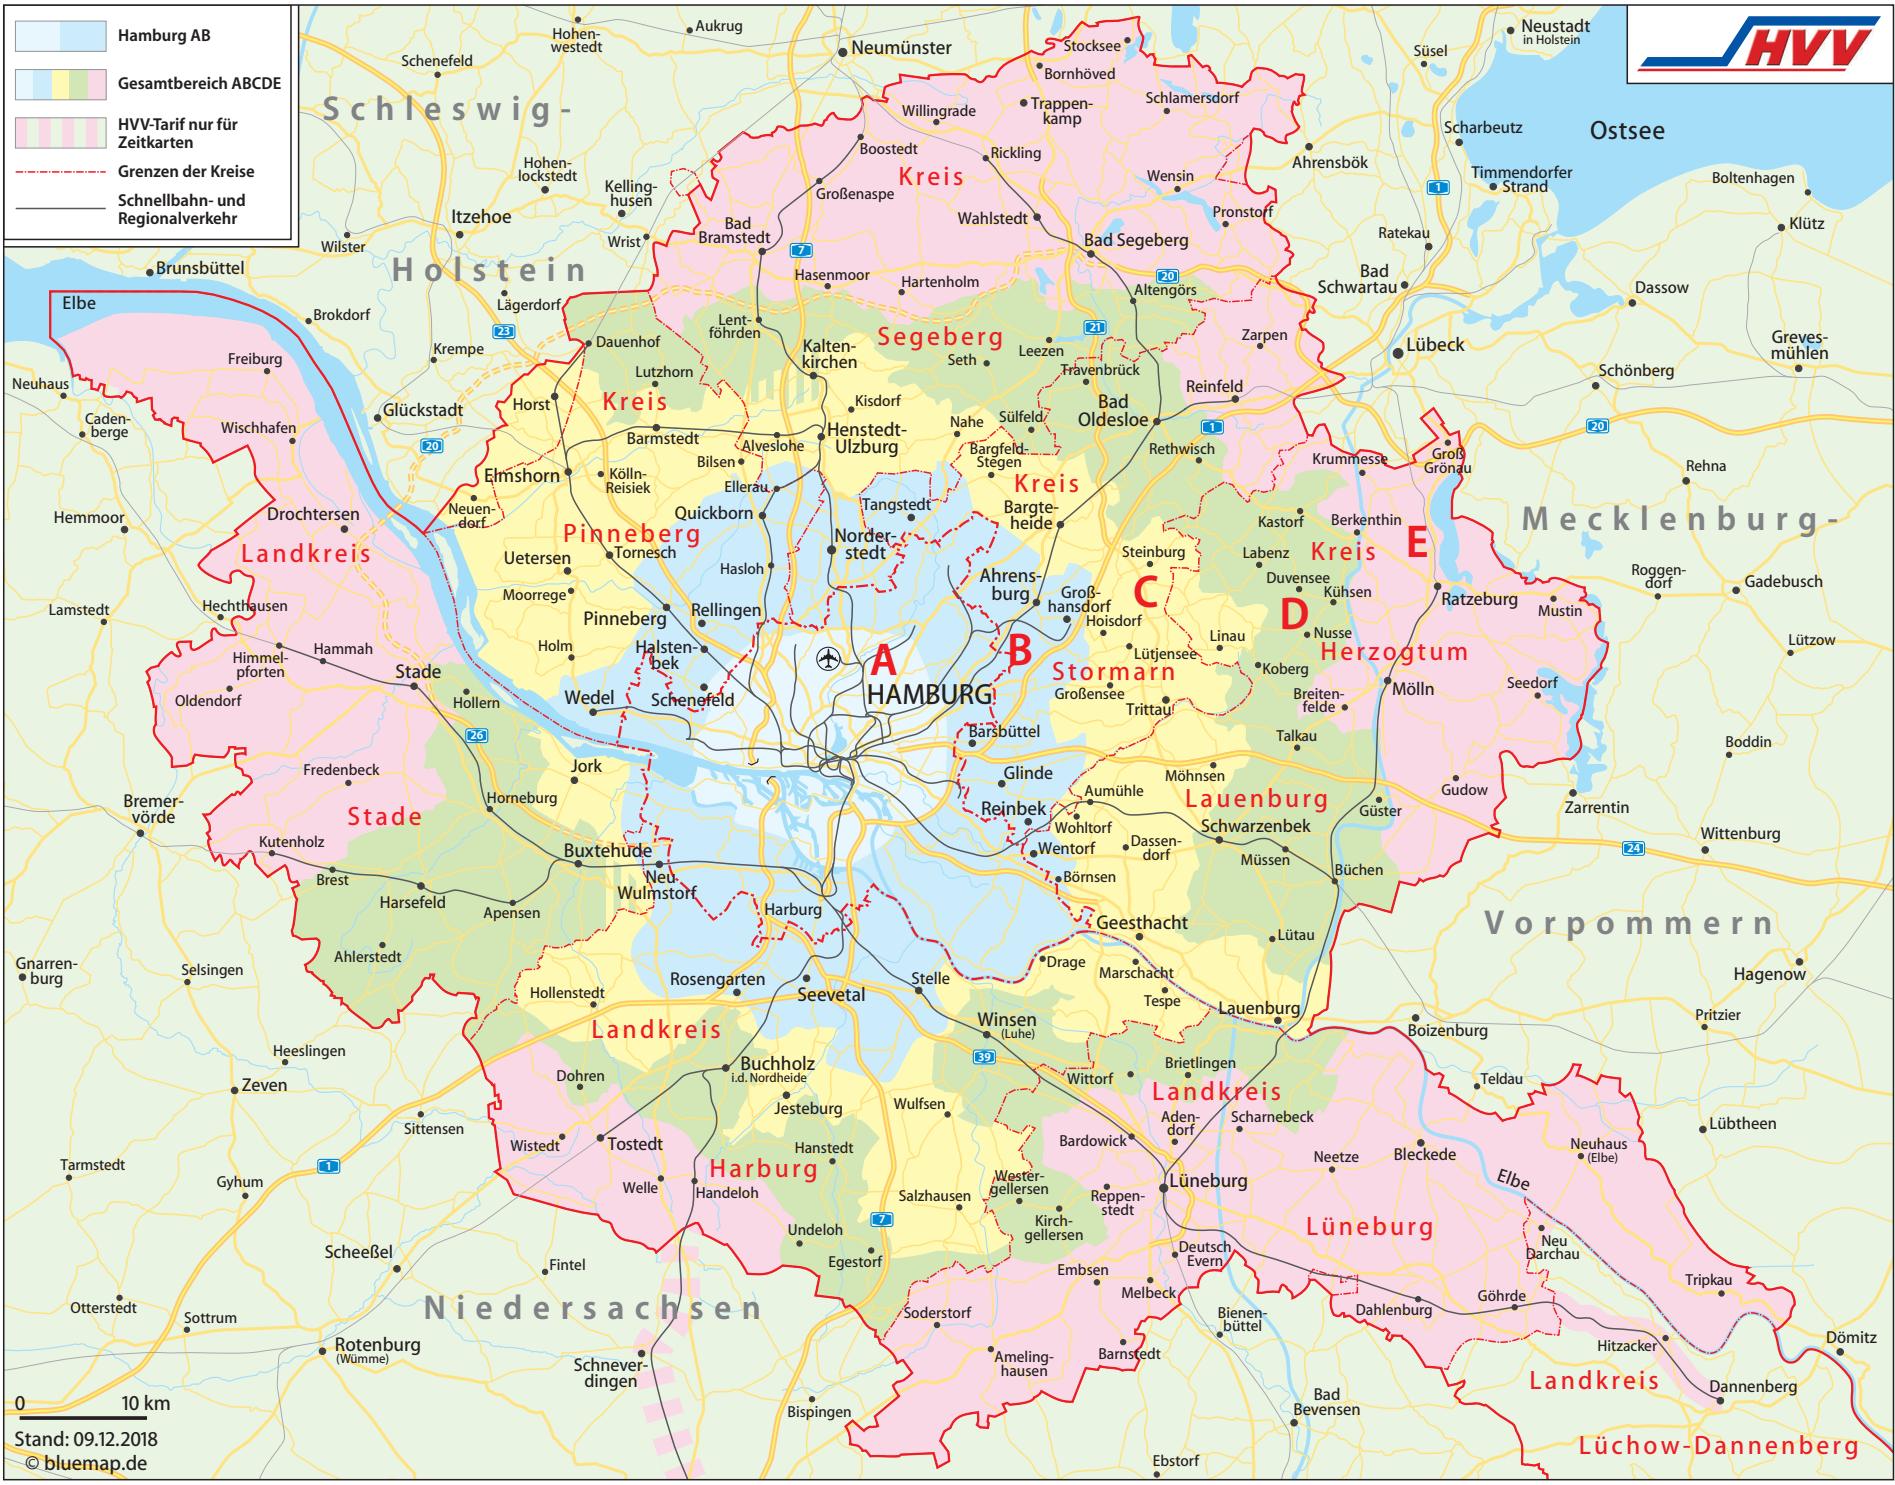 Hamburg AB
Gesamtbereich ABCDE
HVV-Tarif nur für
Zeitkarten
Grenzen der Kreise
Schnellbahn- und
Regionalverkehr
HVV
Schleswig-
Holstein
Mecklenburg-
Vorpommern
Niedersachsen
Ostsee
Elbe
Elbe
Hohen-
westedt
Aukrug
Neumünster
Schenefeld
Stocksee
Bornhöved
Neustadt
in Holstein
Süsel
Willingrade
Trappen-
kamp
Schlamersdorf
Scharbeutz
Boostedt
Rickling
Ahrensbök
Hohen-
lockstedt
Kelling-
husen
Großenaspe
Kreis
Wensin
Timmendorfer
Strand
Boltenhagen
Itzehoe
Wilster
Wrist
Bad
Bramstedt
Wahlstedt
Pronstorf
Bad Segeberg
Ratekau
Klütz
7
Brunsbüttel
Lägerdorf
Hasenmoor
Hartenholm
20
Altengörs
Bad
Schwartau
Dassow
Brokdorf
23
Lent-
föhrden
Segeberg
21
Zarpen
Lübeck
Greves-
mühlen
Freiburg
Krempe
Dauenhof
Kalten-
kirchen
Seth
Leezen
Travenbrück
Neuhaus
Lutzhorn
Reinfeld
Schönberg
Caden-
berge
Glückstadt
Horst
Kreis
Kisdorf
Nahe
Sülfeld
Bad
Oldesloe
1
20
Wischhafen
20
Barmstedt
Alveslohe
Henstedt-
Ulzburg
Bargfeld-
Stegen
Rethwisch
Krummesse
Groß
Grönau
Elmshorn
Kölln-
Reisiek
Bilsen
Ellerau
Kreis
Rehna
Hemmoor
Drochtersen
Neuen-
dorf
Quickborn
Tangstedt
Bargte-
heide
Kastorf
Berkenthin
Landkreis
Pinneberg
Norder-
stedt
Steinburg
Labenz
Kreis
E
Uetersen
Tornesch
Hasloh
Ahrens-
burg
Groß-
hansdorf
C
Duvensee
Kühsen
Roggen-
dorf
Gadebusch
Lamstedt
Hechthausen
Moorrege
Pinneberg
Rellingen
Hoisdorf
D
Ratzeburg
Mustin
Himmel-
pforten
Hammah
Holm
Halsten-
bek
A
B
Lütjensee
Linau
Nusse
Herzogtum
Lützow
Oldendorf
Stade
Hollern
Wedel
Schenefeld
HAMBURG
Stormarn
Großensee
Trittau
Koberg
Breiten-
felde
Mölln
Seedorf
26
Barsbüttel
Talkau
Boddin
Fredenbeck
Jork
Glinde
Möhnsen
Gudow
Bremer-
vörde
Horneburg
Reinbek
Aumühle
Lauenburg
Güster
Zarrentin
Stade
Wohltorf
Schwarzenbek
24
Wittenburg
Kutenholz
Buxtehude
Wentorf
Dassen-
dorf
Müssen
Brest
Neu
Wulmstorf
Börnsen
Büchen
Harsefeld
Apensen
Harburg
Geesthacht
Ahlerstedt
Lütau
Gnarren-
burg
Selsingen
Hollenstedt
Rosengarten
Seevetal
Stelle
Drage
Marschacht
Tespe
Hagenow
Lauenburg
Pritzier
Landkreis
Winsen
(Luhe)
Boizenburg
Heeslingen
39
Zeven
Dohren
Buchholz
i.d. Nordheide
Wittorf
Brietlingen
Landkreis
Teldau
Sittensen
Jesteburg
Wulfsen
Aden-
dorf
Scharnebeck
Lübtheen
1
Tarmstedt
Wistedt
Tostedt
Hanstedt
Bardowick
Neetze
Bleckede
Neuhaus
(Elbe)
Gyhum
Harburg
Welle
Handeloh
Salzhausen
Wester-
gellersen
Reppen-
stedt
Lüneburg
Scheeßel
Undeloh
7
Kirch-
gellersen
Lüneburg
Fintel
Egestorf
Deutsch
Evern
Neu
Darchau
Otterstedt
Embsen
Melbeck
Tripkau
Sottrum
Soderstorf
Bienen-
büttel
Dahlenburg
Göhrde
Rotenburg
(Wümme)
Schnever-
dingen
Ameling-
hausen
Barnstedt
Hitzacker
Dömitz
Landkreis
Dannenberg
Bispingen
Bad
Bevensen
Lüchow-Dannenberg
Ebstorf
1
0 10 km
Stand: 09.12.2018
© bluemap.de